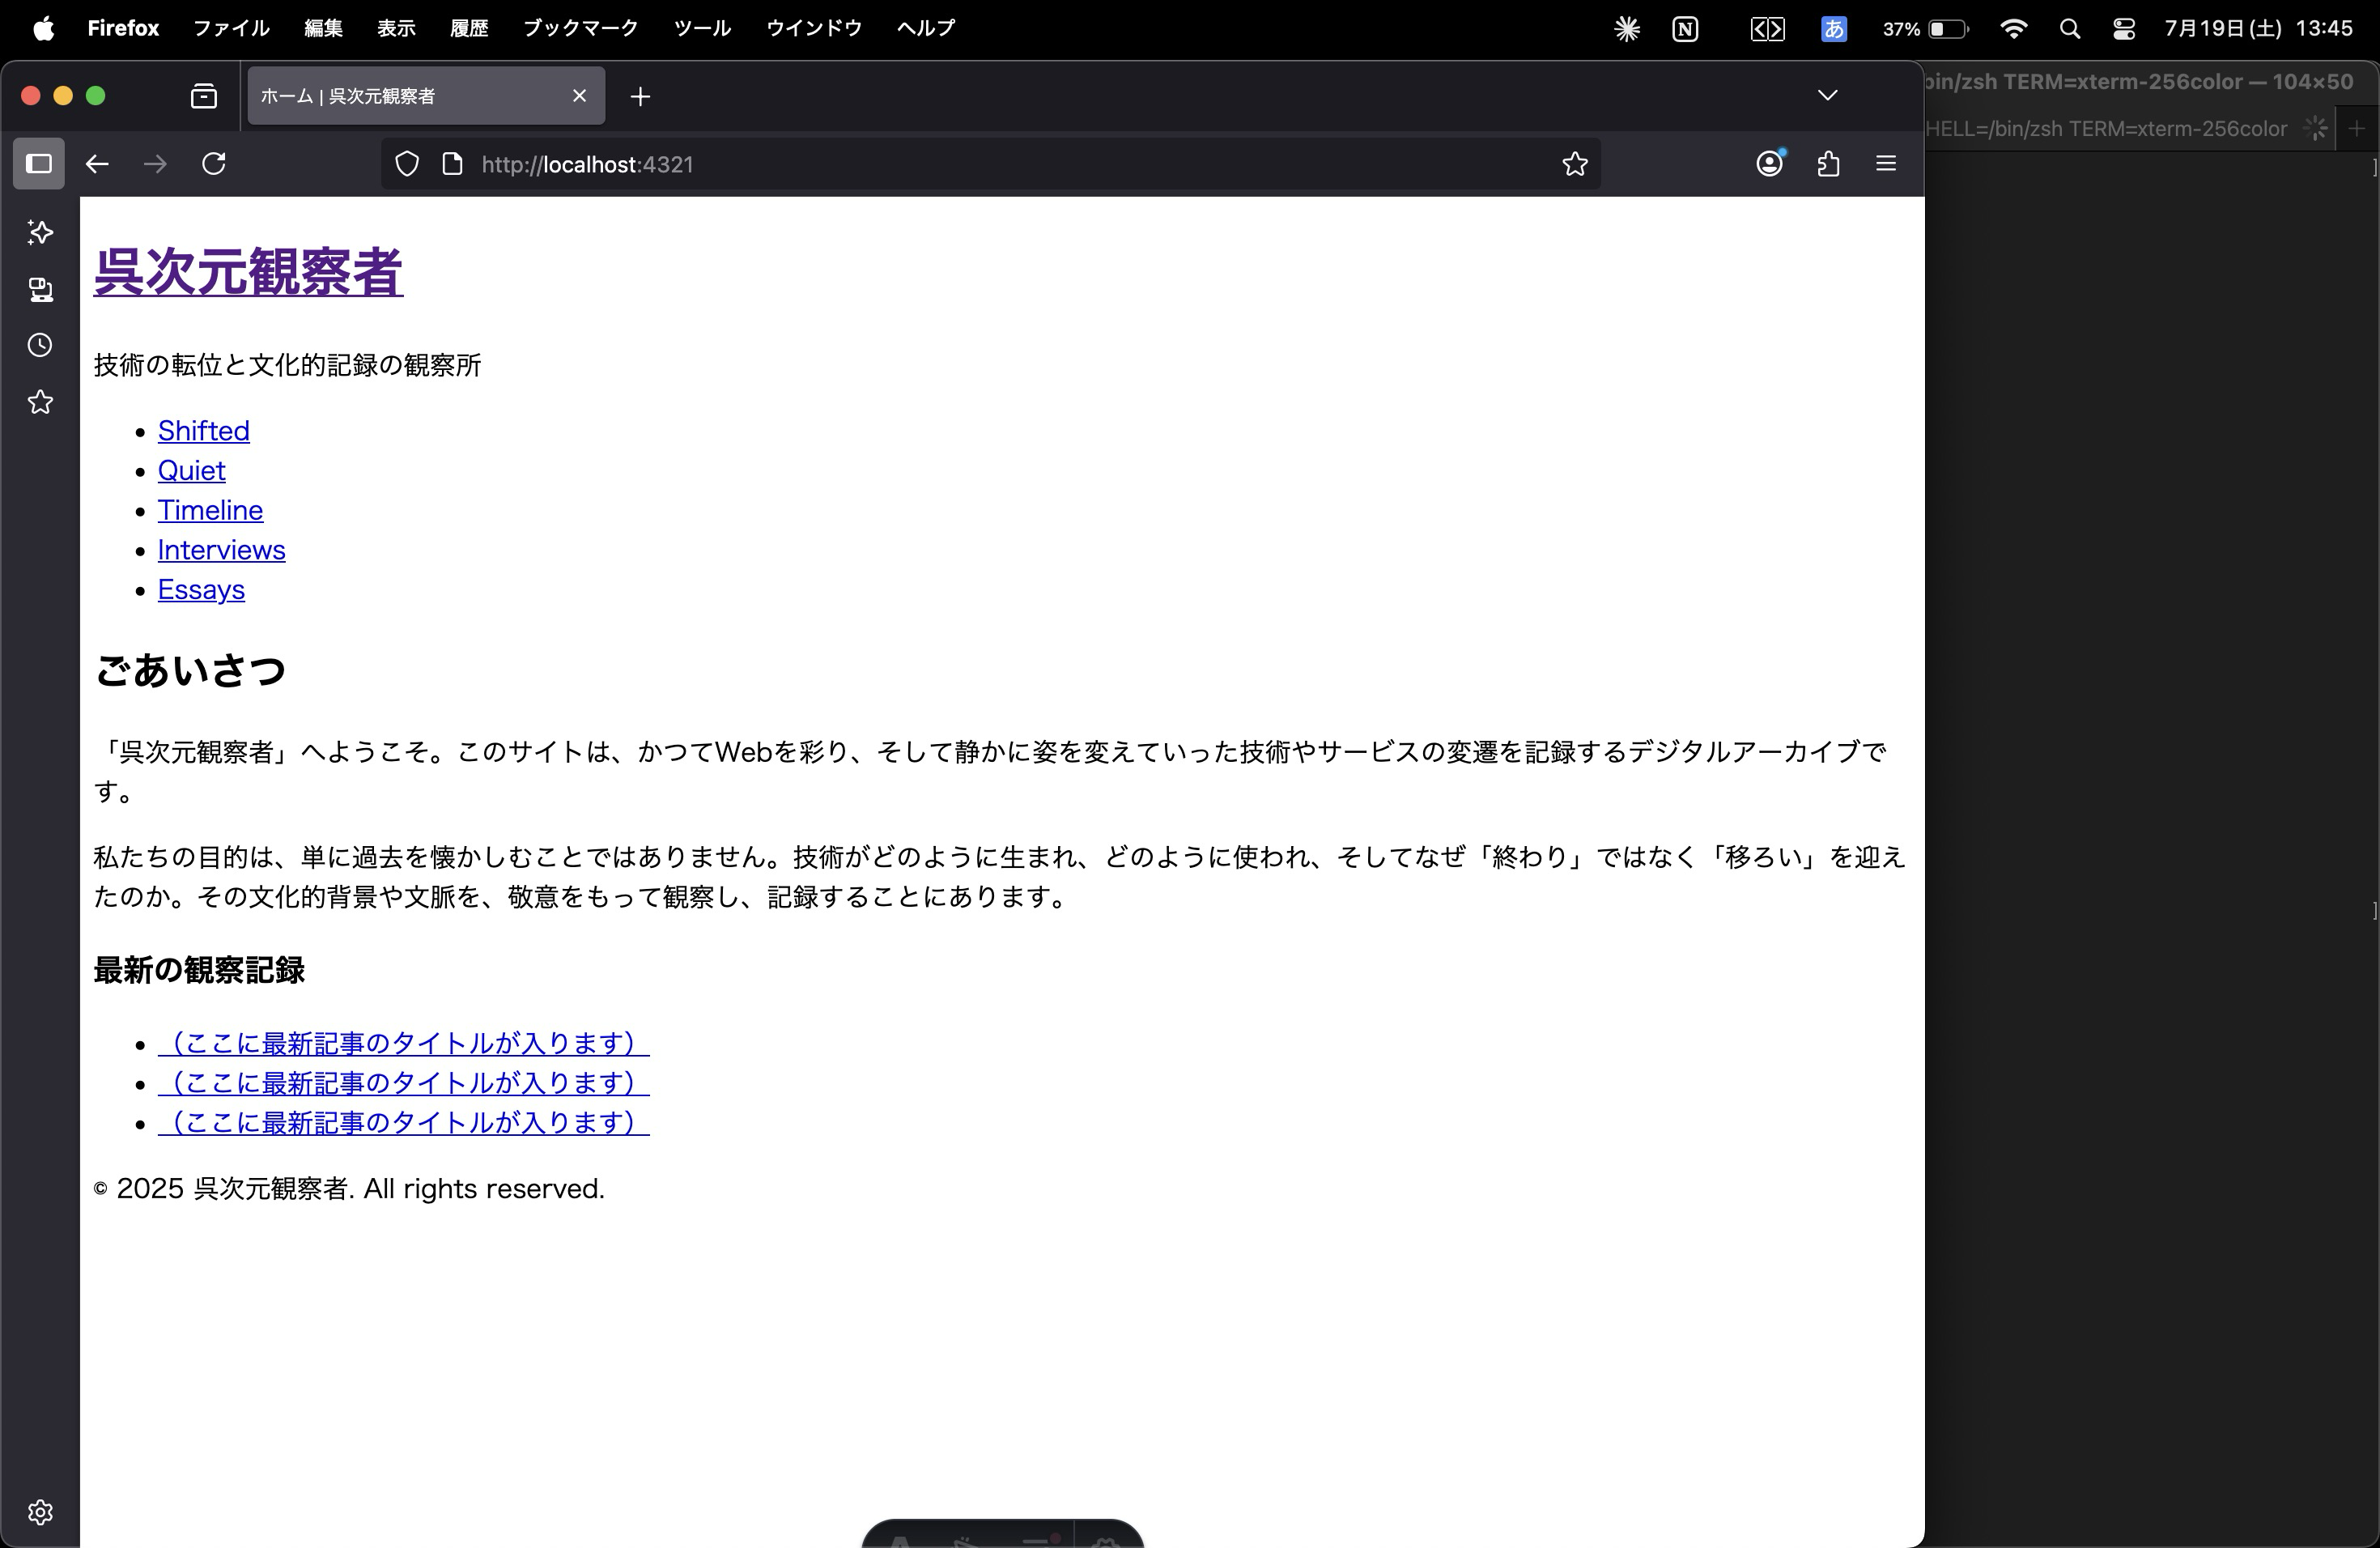 Firefox ファイル 編集 表示 履歴 ブックマーク ツール ウインドウ ヘルプ あ 37% 7月19日(土) 13:45
ホーム | 呉次元観察者
bin/zsh TERM=xterm-256color — 104×50
HELL=/bin/zsh TERM=xterm-256color
http://localhost:4321
呉次元観察者
技術の転位と文化的記録の観察所
Shifted
Quiet
Timeline
Interviews
Essays
ごあいさつ
「呉次元観察者」へようこそ。このサイトは、かつてWebを彩り、そして静かに姿を変えていった技術やサービスの変遷を記録するデジタルアーカイブで
す。
私たちの目的は、単に過去を懐かしむことではありません。技術がどのように生まれ、どのように使われ、そしてなぜ「終わり」ではなく「移ろい」を迎え
たのか。その文化的背景や文脈を、敬意をもって観察し、記録することにあります。
最新の観察記録
（ここに最新記事のタイトルが入ります）
（ここに最新記事のタイトルが入ります）
（ここに最新記事のタイトルが入ります）
© 2025 呉次元観察者. All rights reserved.